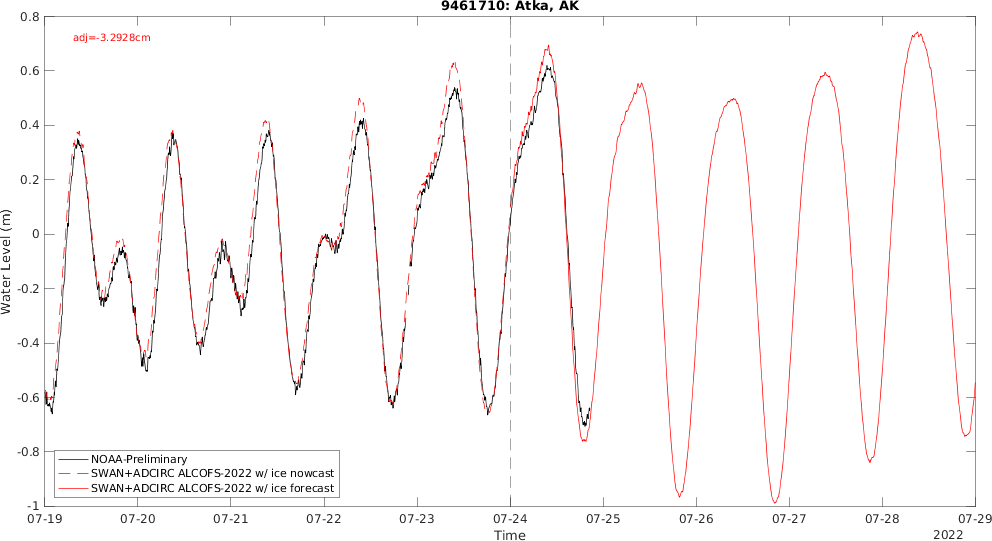 9461710: Atka, AK
adj=-3.2928cm
0.8
0.6
0.4
0.2
0
-0.2
-0.4
-0.6
-0.8
-1
Water Level (m)
NOAA-Preliminary
SWAN+ADCIRC ALCOFS-2022 w/ ice nowcast
SWAN+ADCIRC ALCOFS-2022 w/ ice forecast
07-19 07-20 07-21 07-22 07-23 07-24 07-25 07-26 07-27 07-28 07-29
Time
2022